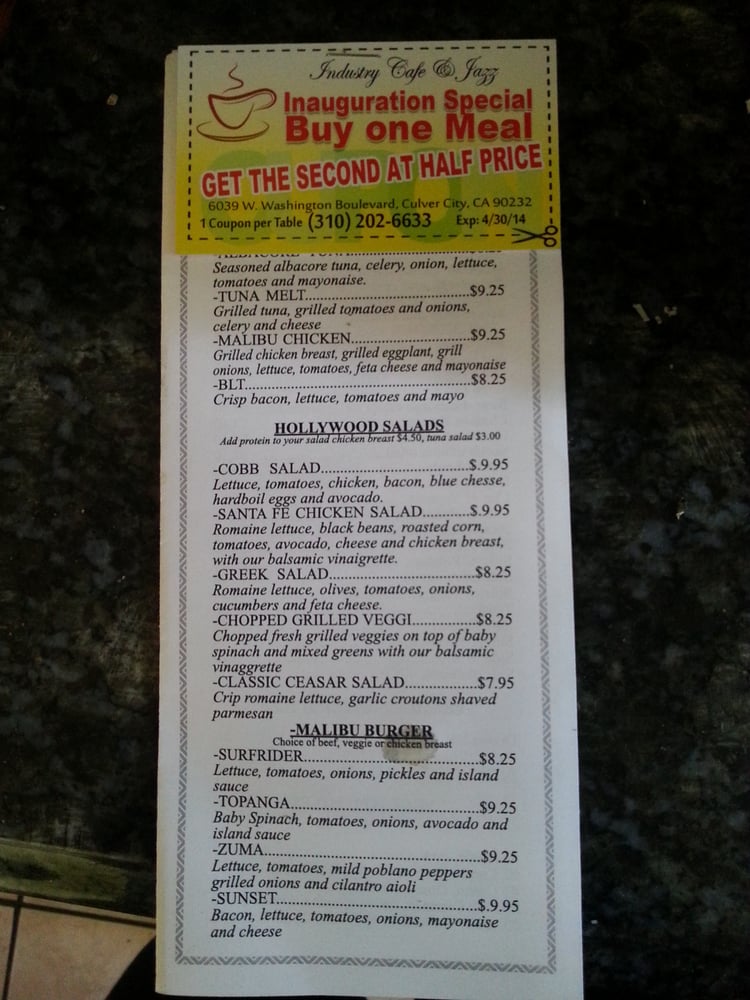 Industry Cafe & Jazz
Inauguration Special
Buy one Meal
GET THE SECOND AT HALF PRICE
6039 W. Washington Boulevard, Culver City, CA 90232
1 Coupon per Table (310) 202-6633 Exp: 4/30/14
Seasoned albacore tuna, celery, onion, lettuce,
tomatoes and mayonaise.
-TUNA MELT..............................$9.25
Grilled tuna, grilled tomatoes and onions,
celery and cheese
-MALIBU CHICKEN.....................$9.25
Grilled chicken breast, grilled eggplant, grill
onions, lettuce, tomatoes, feta cheese and mayonaise
-BLT..........................................$8.25
Crisp bacon, lettuce, tomatoes and mayo
HOLLYWOOD SALADS
Add protein to your salad chicken breast $4.50, tuna salad $3.00
-COBB SALAD...........................$.9.95
Lettuce, tomatoes, chicken, bacon, blue chesse,
hardboil eggs and avocado.
-SANTA FE CHICKEN SALAD...........$.9.95
Romaine lettuce, black beans, roasted corn,
tomatoes, avocado, cheese and chicken breast,
with our balsamic vinaigrette.
-GREEK SALAD...............................$8.25
Romaine lettuce, olives, tomatoes, onions,
cucumbers and feta cheese.
-CHOPPED GRILLED VEGGI...............$8.25
Chopped fresh grilled veggies on top of baby
spinach and mixed greens with our balsamic
vinaggrette
-CLASSIC CEASAR SALAD.............$7.95
Crip romaine lettuce, garlic croutons shaved
parmesan
-MALIBU BURGER
Choice of beef, veggie or chicken breast
-SURFRIDER................................$8.25
Lettuce, tomatoes, onions, pickles and island
sauce
-TOPANGA..................................$9.25
Baby Spinach, tomatoes, onions, avocado and
island sauce
-ZUMA.......................................$9.25
Lettuce, tomatoes, mild poblano peppers
grilled onions and cilantro aioli
-SUNSET....................................$.9.95
Bacon, lettuce, tomatoes, onions, mayonaise
and cheese